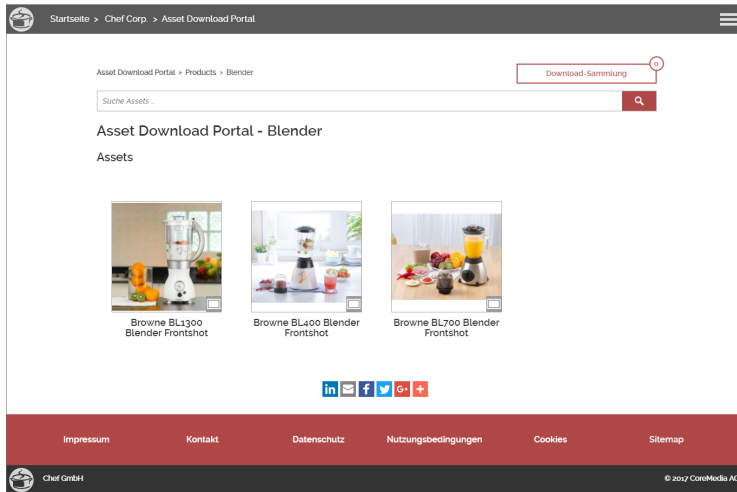 Startseite > Chef Corp. > Asset Download Portal
Asset Download Portal > Products > Blender
Download-Sammlung
0
Suche Assets ..
Asset Download Portal - Blender
Assets
Browne BL1300
Blender Frontshot
Browne BL400 Blender
Frontshot
Browne BL700 Blender
Frontshot
in
f
G+
+
Impressum Kontakt Datenschutz Nutzungsbedingungen Cookies Sitemap
Chef GmbH
© 2017 CoreMedia AG